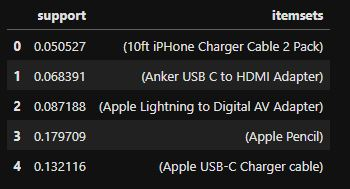 support itemsets
0 0.050527 (10ft iPhone Charger Cable 2 Pack)
1 0.068391 (Anker USB C to HDMI Adapter)
2 0.087188 (Apple Lightning to Digital AV Adapter)
3 0.179709 (Apple Pencil)
4 0.132116 (Apple USB-C Charger cable)